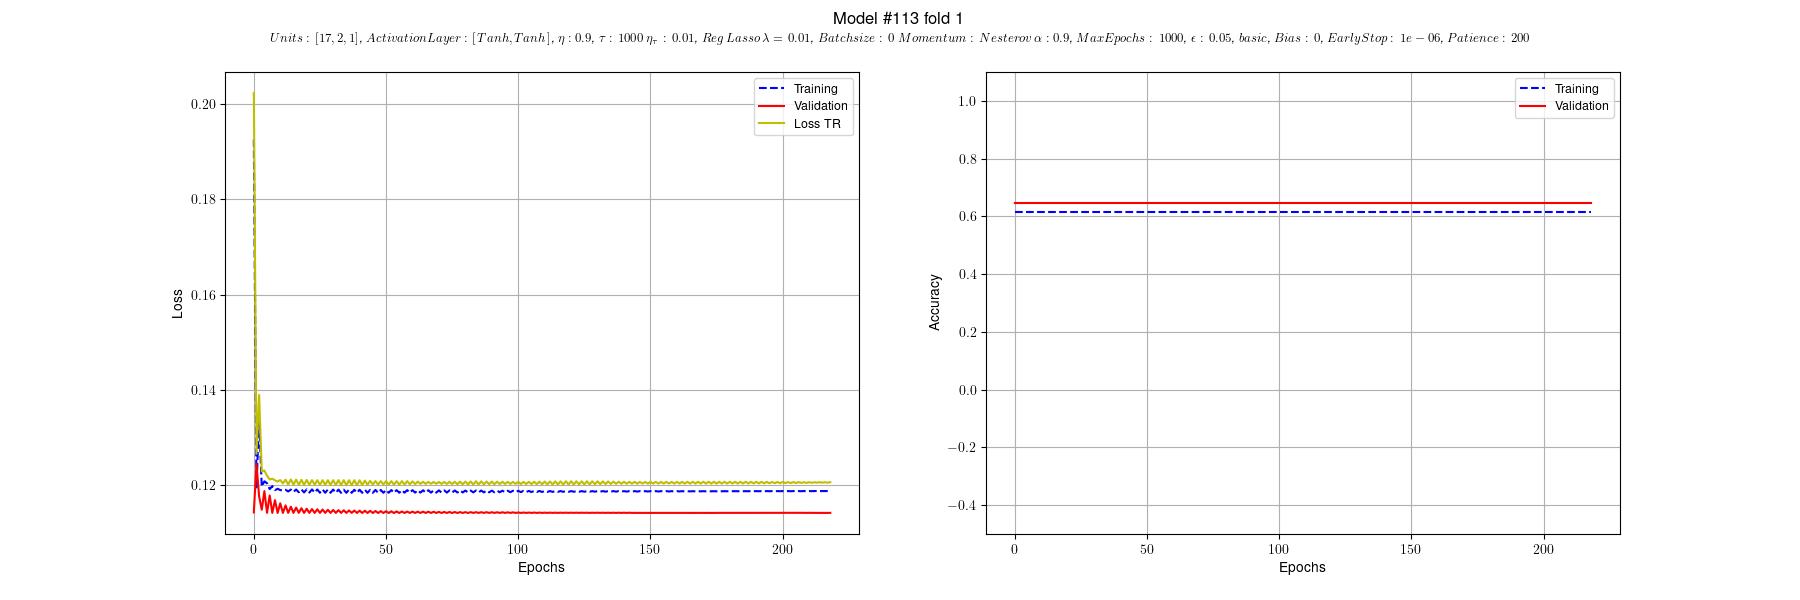 Model #113 fold 1
Units : [17, 2, 1], ActivationLayer : [Tanh, Tanh], η : 0.9, τ : 1000 ητ : 0.01, Reg Lasso λ = 0.01, Batchsize : 0 Momentum : Nesterov α : 0.9, MaxEpochs : 1000, ϵ : 0.05, basic, Bias : 0, EarlyStop : 1e − 06, Patience : 200
Loss
0.20
0.18
0.16
0.14
0.12
0 50 100 150 200
Epochs
Training
Validation
Loss TR
Accuracy
1.0
0.8
0.6
0.4
0.2
0.0
−0.2
−0.4
0 50 100 150 200
Epochs
Training
Validation